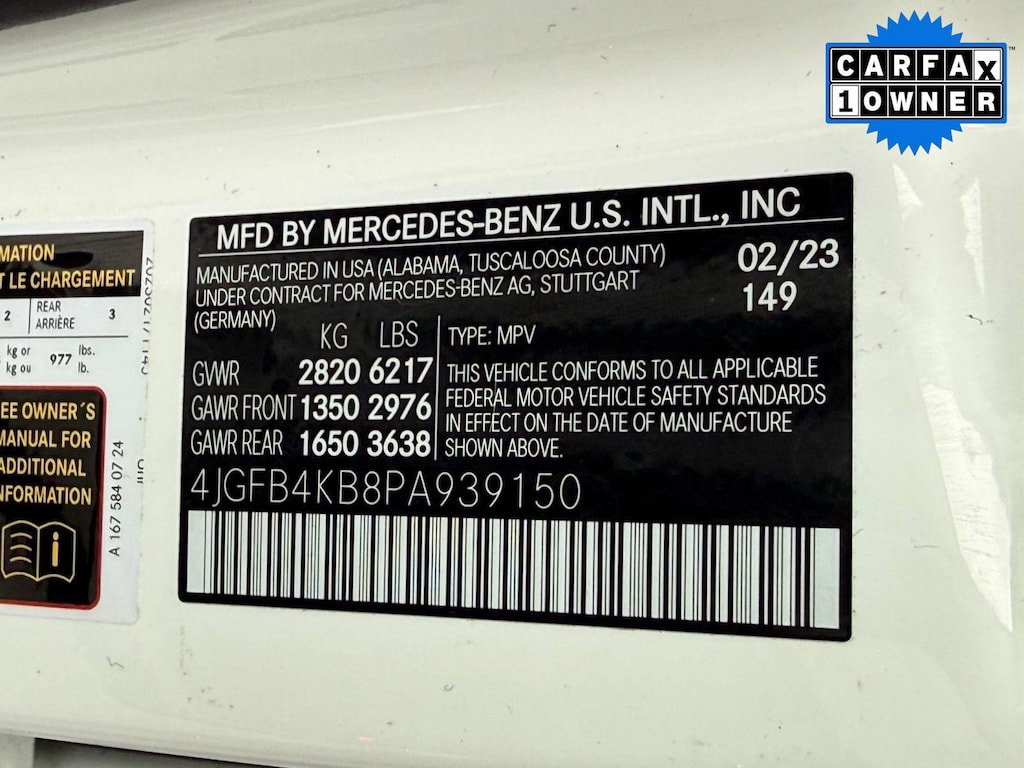 CARFAX
1 OWNER
MATION
T LE CHARGEMENT
2 REAR ARRIÈRE 3
kg or
kg ou 977 lbs.
lb.
EE OWNER´S
MANUAL FOR
ADDITIONAL
NFORMATION
A 167 584 07 24
MFD BY MERCEDES-BENZ U.S. INTL., INC
MANUFACTURED IN USA (ALABAMA, TUSCALOOSA COUNTY)
UNDER CONTRACT FOR MERCEDES-BENZ AG, STUTTGART
(GERMANY)
02/23
149
KG LBS
GVWR 2820 6217
GAWR FRONT 1350 2976
GAWR REAR 1650 3638
TYPE: MPV
THIS VEHICLE CONFORMS TO ALL APPLICABLE
FEDERAL MOTOR VEHICLE SAFETY STANDARDS
IN EFFECT ON THE DATE OF MANUFACTURE
SHOWN ABOVE.
4JGFB4KB8PA939150